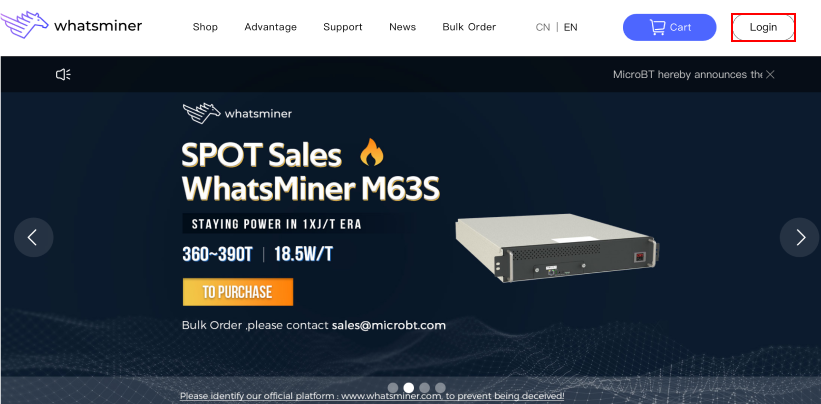 whatsminer
Shop
Advantage
Support
News
Bulk Order
CN | EN
Cart
Login
MicroBT hereby announces the
whatsminer
SPOT Sales
WhatsMiner M63S
STAYING POWER IN 1XJ/T ERA
360~390T | 18.5W/T
TO PURCHASE
Bulk Order ,please contact sales@microbt.com
Please identify our official platform : www.whatsminer.com, to prevent being deceived!